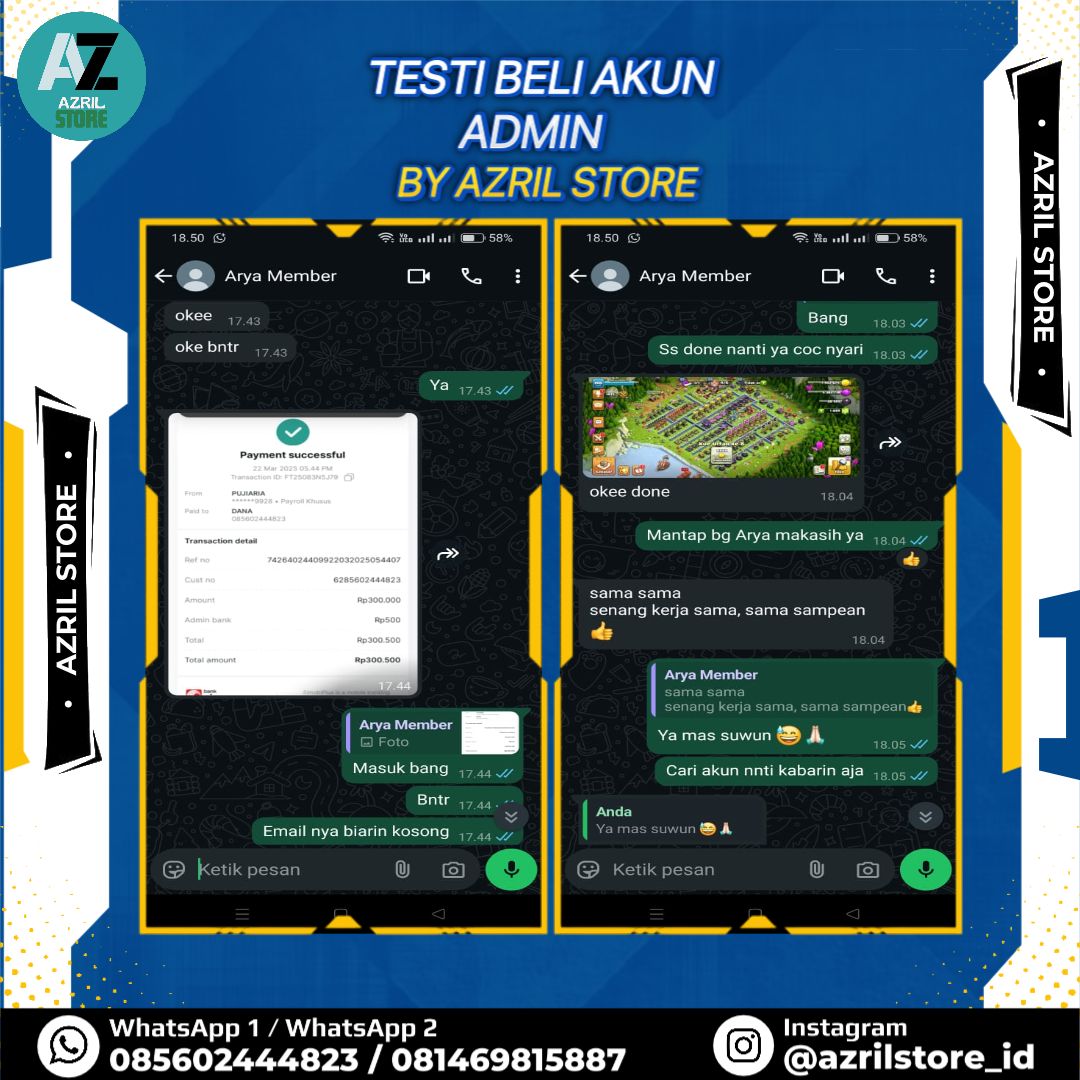 AZ
AZRIL
STORE
TESTI BELI AKUN
ADMIN
BY AZRIL STORE
• AZRIL STORE •
• AZRIL STORE •
18.50
58%
Arya Member
okee 17.43
oke bntr 17.43
Ya 17.43
Payment successful
22 Mar 2025 05.44 PM
Transaction ID: FT25083N5J79
From PUJIARIA
******9928 • Payroll Khusus
Paid to DANA
085602444823
Transaction detail
Ref no 74264024409922032025054407
Cust no 6285602444823
Amount Rp300.000
Admin bank Rp500
Total Rp300.500
Total amount Rp300.500
bank
17.44
Arya Member
Foto
Masuk bang 17.44
Bntr 17.44
Email nya biarin kosong 17.44
Ketik pesan
18.50
58%
Arya Member
Bang 18.03
Ss done nanti ya coc nyari 18.03
okee done 18.04
Mantap bg Arya makasih ya 18.04
sama sama
senang kerja sama, sama sampean
👍
18.04
Arya Member
sama sama
senang kerja sama, sama sampean👍
Ya mas suwun 😅🙏🏻 18.05
Cari akun nnti kabarin aja 18.05
Anda
Ya mas suwun 😅🙏🏻
Ketik pesan
WhatsApp 1 / WhatsApp 2
085602444823 / 081469815887
Instagram
@azrilstore_id